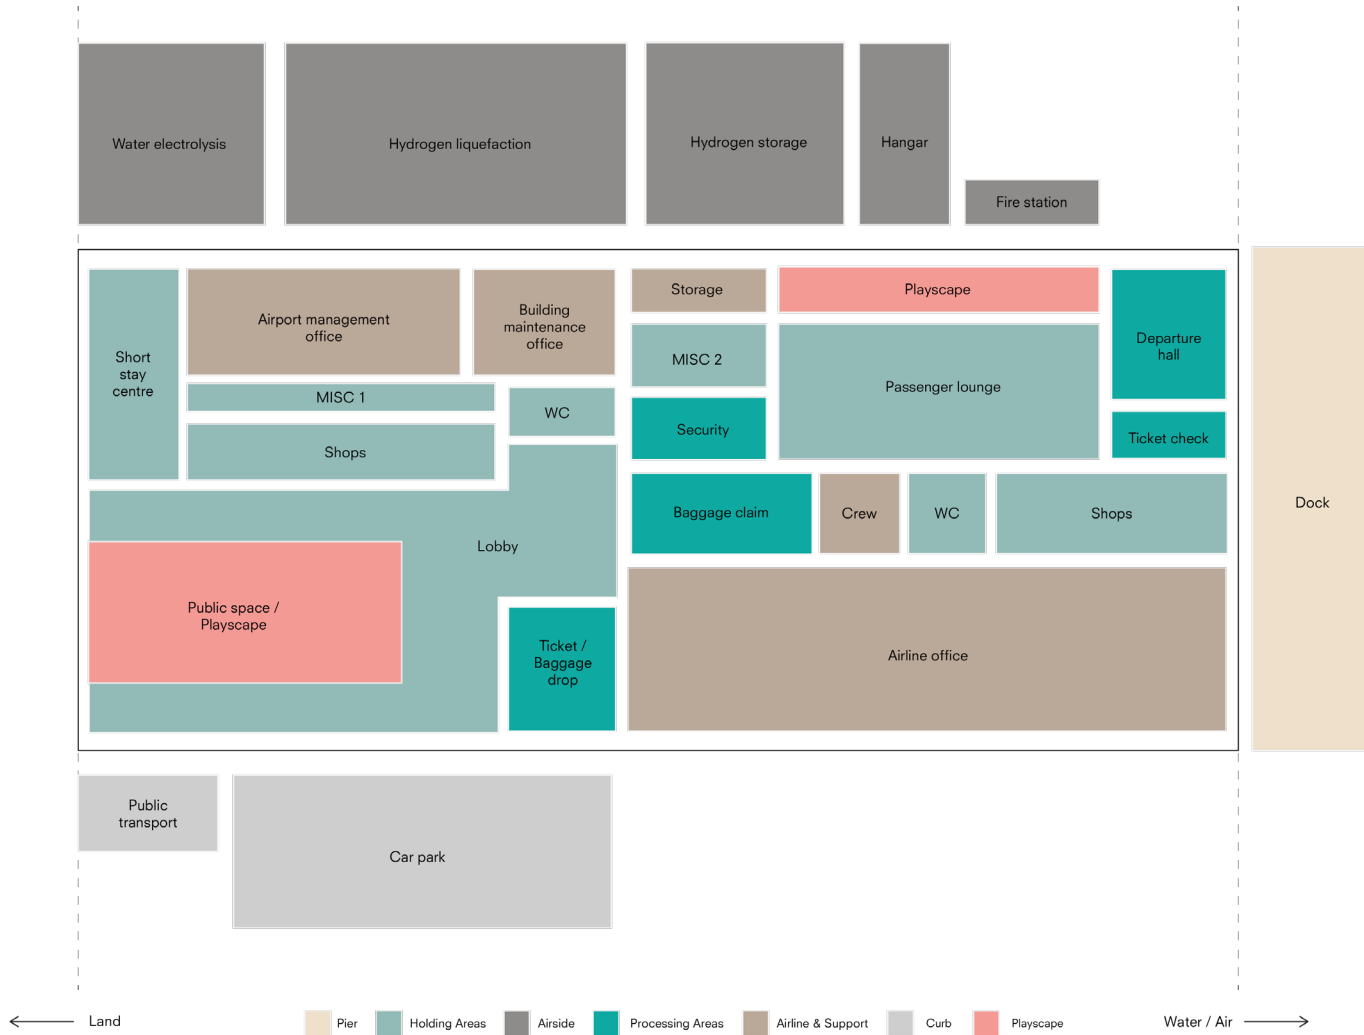 Water electrolysis
Hydrogen liquefaction
Hydrogen storage
Hangar
Fire station
Short
stay
centre
Airport management
office
Building
maintenance
office
MISC 1
WC
Shops
Lobby
Public space /
Playscape
Ticket /
Baggage
drop
Storage
Playscape
Departure
hall
MISC 2
Passenger lounge
Security
Ticket check
Baggage claim
Crew
WC
Shops
Airline office
Dock
Public
transport
Car park
Land
Pier
Holding Areas
Airside
Processing Areas
Airline & Support
Curb
Playscape
Water / Air